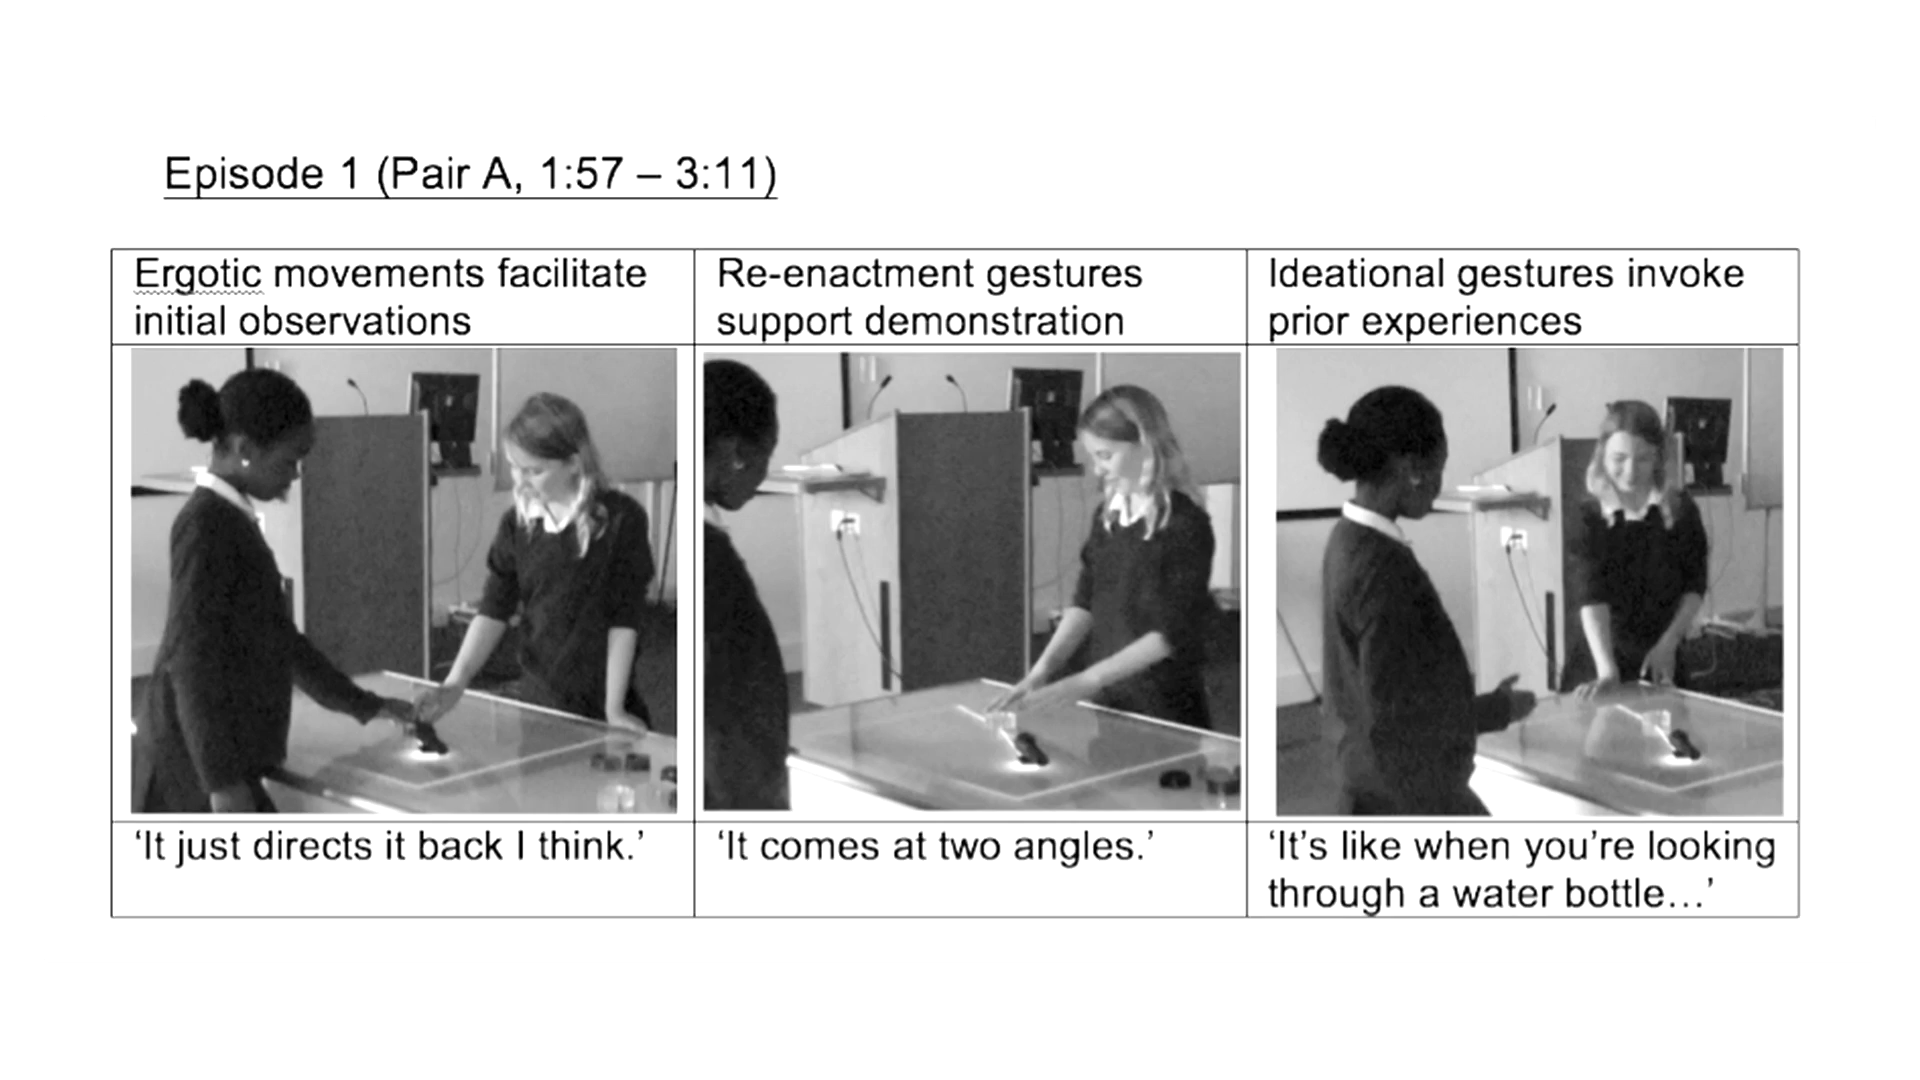 Episode 1 (Pair A, 1:57 – 3:11)
Ergotic movements facilitate
initial observations
Re-enactment gestures
support demonstration
Ideational gestures invoke
prior experiences
‘It just directs it back I think.’
‘It comes at two angles.’
‘It’s like when you’re looking
through a water bottle…’